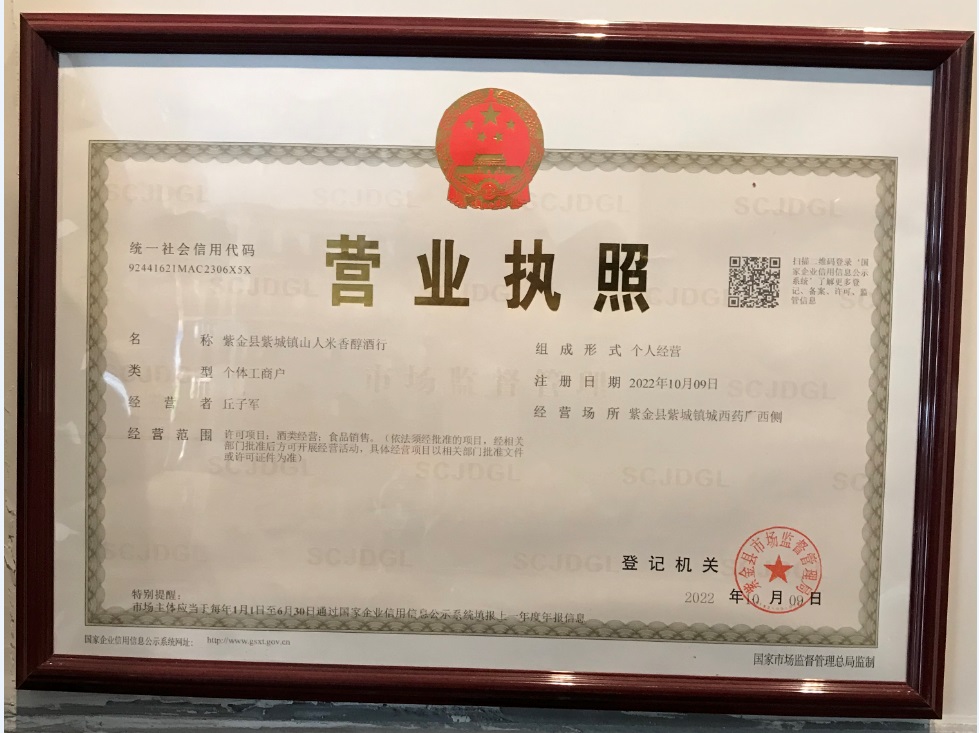 统一社会信用代码
92441621MAC2306X5X
营业执照
扫描二维码登录“国
家企业信用信息公示
系统”了解更多登
记、备案、许可、监
管信息
名 称 紫金县紫城镇山人米香醇酒行
类 型 个体工商户
经 营 者 丘子军
经营范围 许可项目：酒类经营；食品销售。（依法须经批准的项目，经相关
部门批准后方可开展经营活动，具体经营项目以相关部门批准文件
或许可证件为准）
组成形式 个人经营
注册日期 2022年10月09日
经营场所 紫金县紫城镇城西药厂西侧
市场监督管理
SCJDGL
登记机关
紫金县市场监督管理局
2022 年10 月 09 日
特别提醒：
市场主体应当于每年1月1日至6月30日通过国家企业信用信息公示系统填报上一年度年报信息
国家企业信用信息公示系统网址： http://www.gsxt.gov.cn
国家市场监督管理总局监制